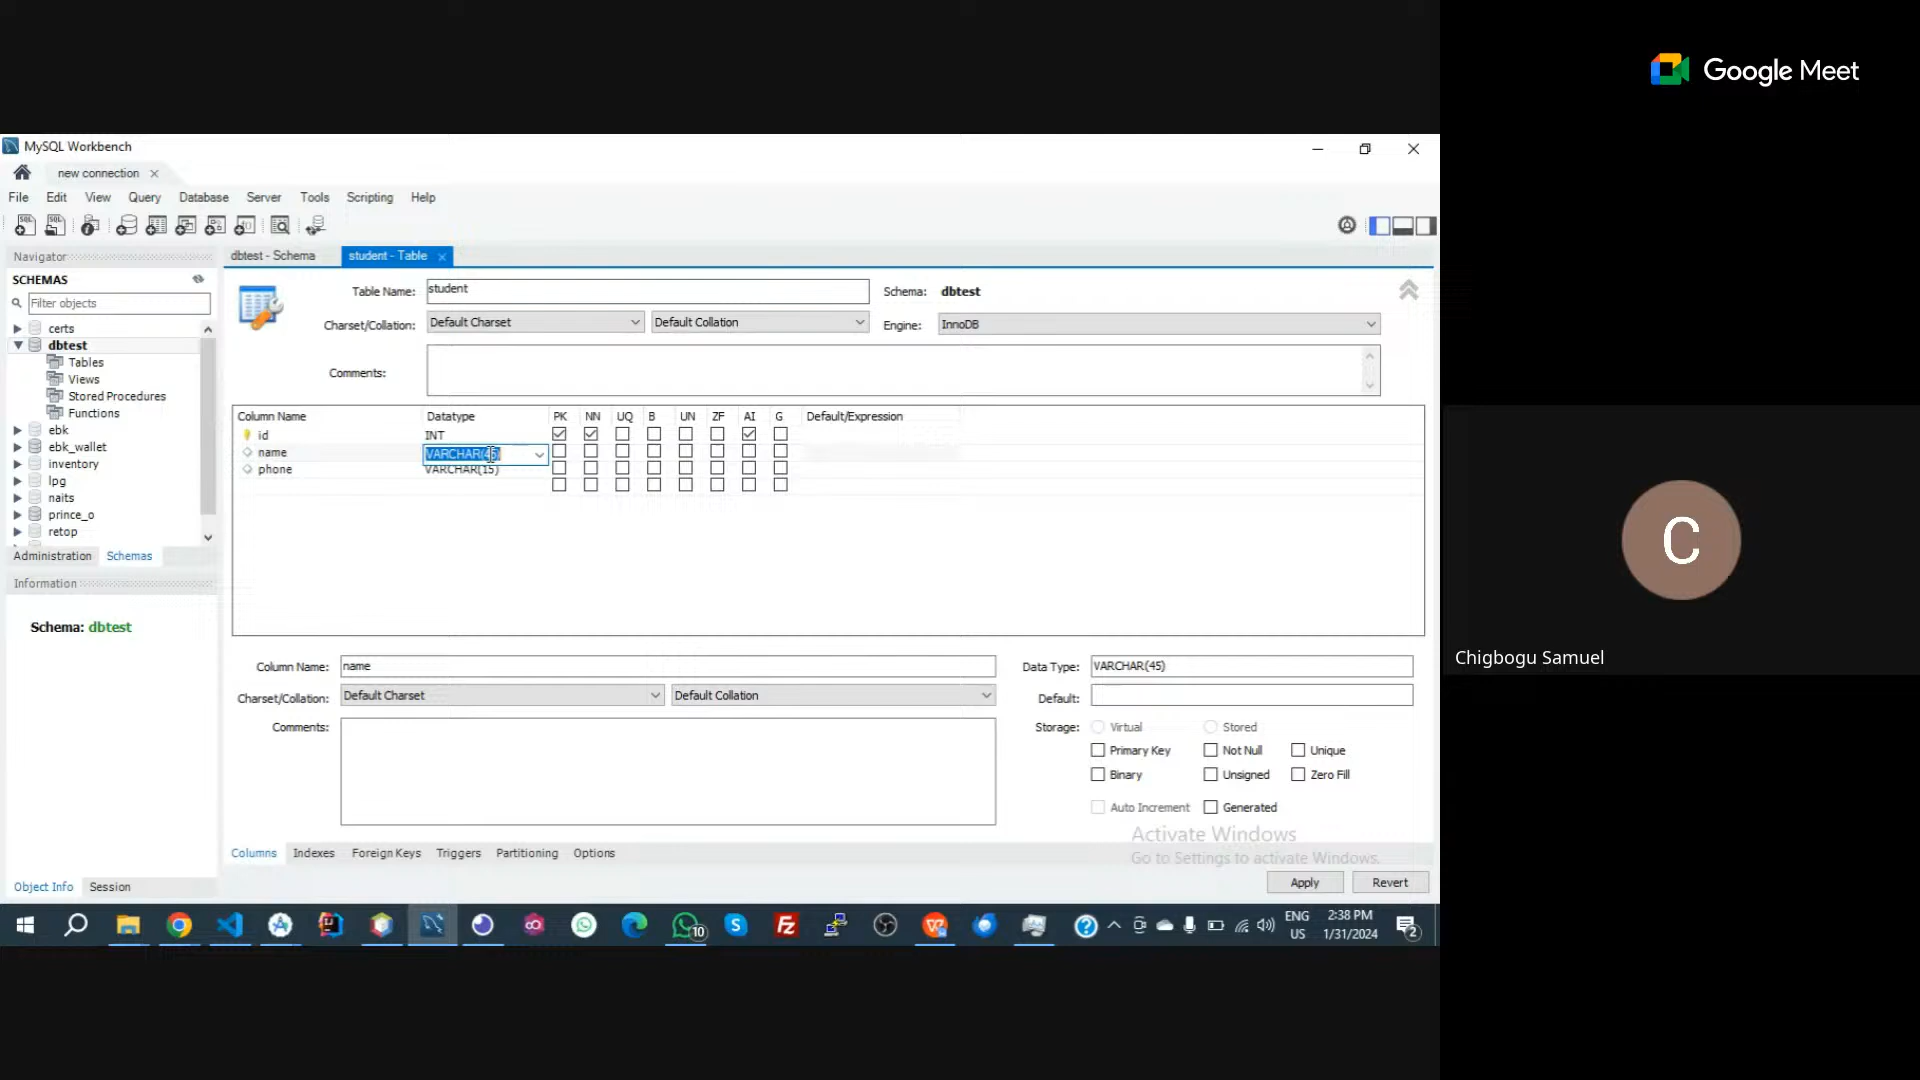 Google Meet
MySQL Workbench
new connection
File Edit View Query Database Server Tools Scripting Help
Navigator
SCHEMAS
Filter objects
certs
dbtest
Tables
Views
Stored Procedures
Functions
ebk
ebk_wallet
inventory
lpg
naits
prince_o
retop
Administration Schemas
Information
Schema: dbtest
Object Info Session
dbtest - Schema student - Table
Table Name: student Schema: dbtest
Charset/Collation: Default Charset Default Collation Engine: InnoDB
Comments:
Column Name Datatype PK NN UQ B UN ZF AI G Default/Expression
id INT
name VARCHAR(45)
phone VARCHAR(15)
Column Name: name Data Type: VARCHAR(45)
Charset/Collation: Default Charset Default Collation Default:
Comments: Storage: Virtual Stored
Primary Key Not Null Unique
Binary Unsigned Zero Fill
Auto Increment Generated
Activate Windows
Go to Settings to activate Windows.
Columns Indexes Foreign Keys Triggers Partitioning Options
Apply Revert
10
ENG
US
2:38 PM
1/31/2024
2
C
Chigbogu Samuel